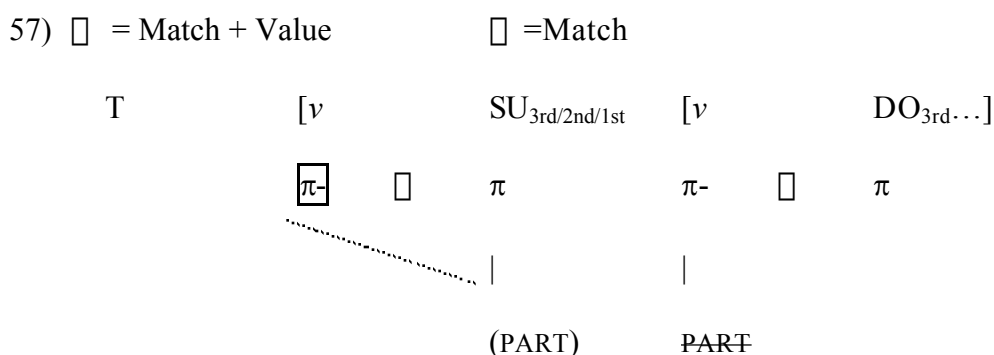 57) ▯ = Match + Value ▯ =Match
T [v SU3rd/2nd/1st [v DO3rd…]
π- ▯ π π- ▯ π
| |
(PART) PART